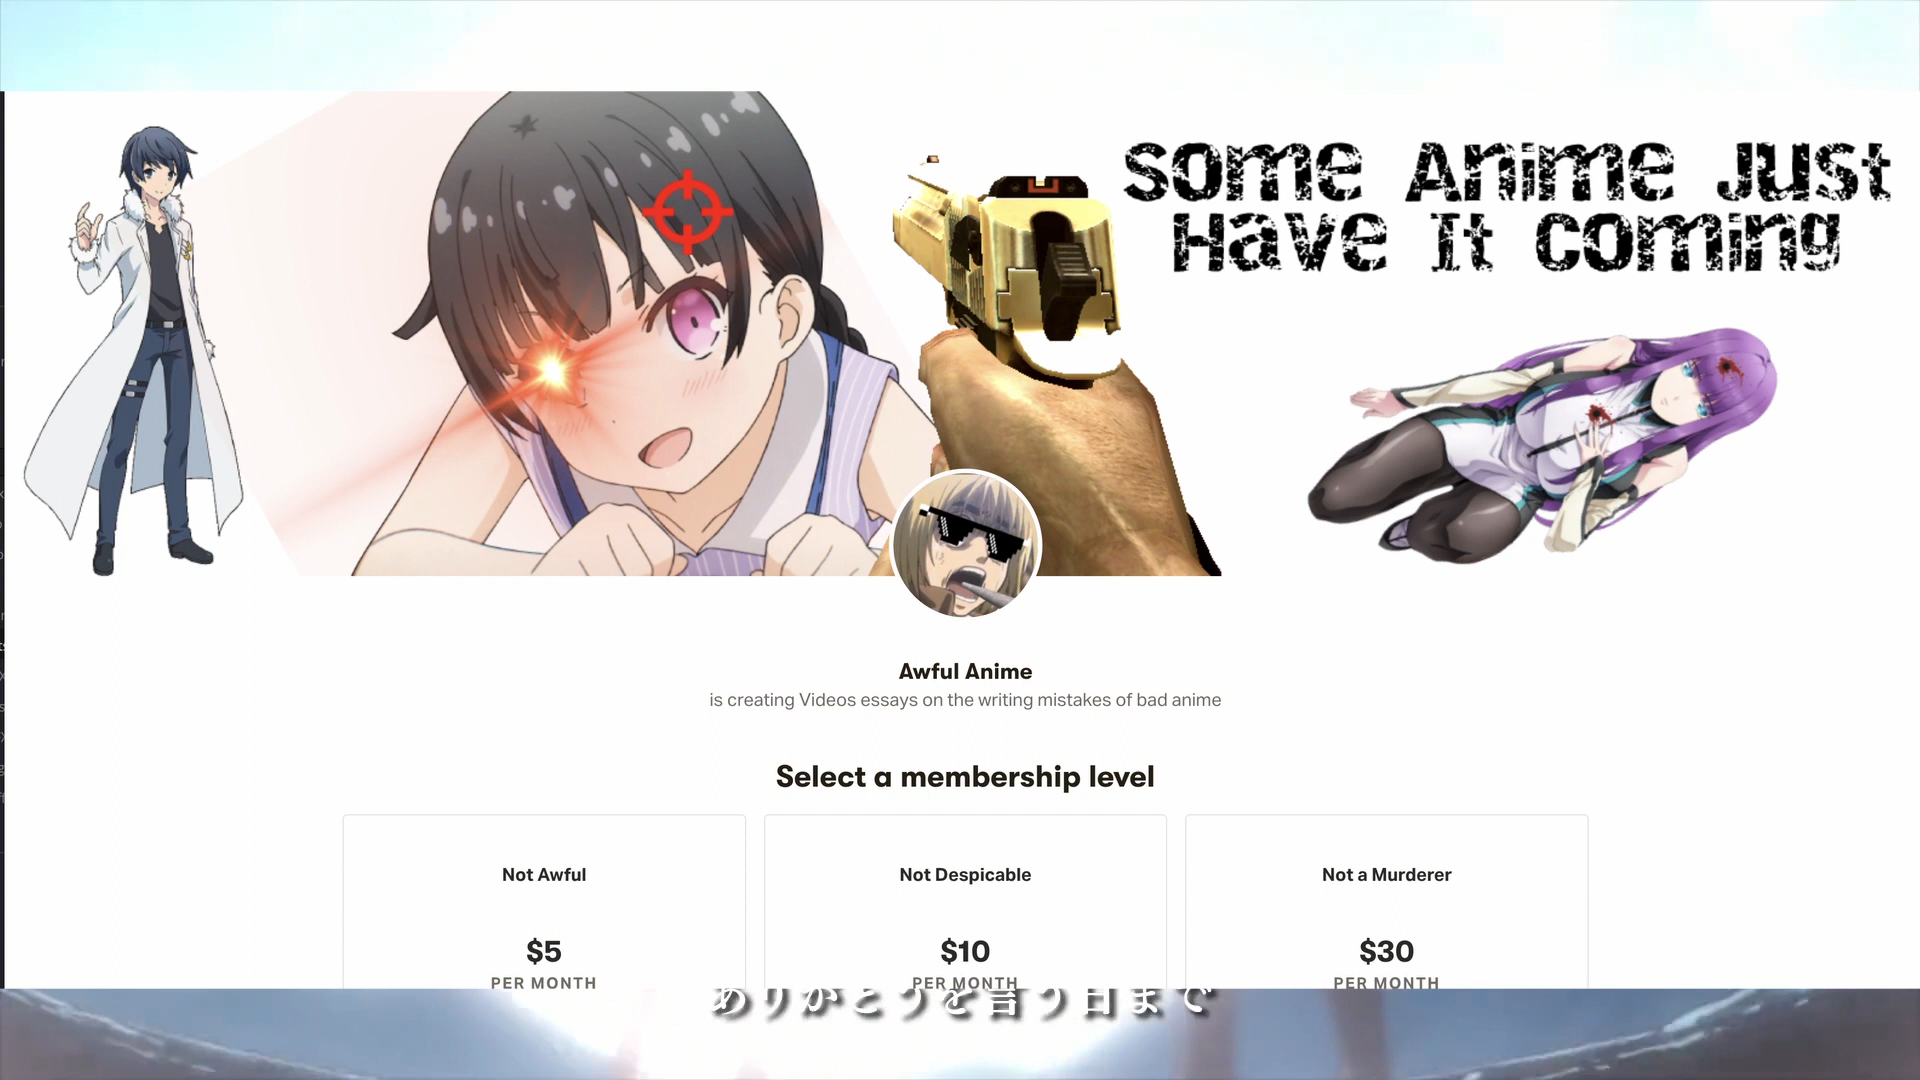 Some Anime Just
Have It Coming
Awful Anime
is creating Videos essays on the writing mistakes of bad anime
Select a membership level
Not Awful
Not Despicable
Not a Murderer
$5
$10
$30
PER MONTH
PER MONTH
PER MONTH
ありがとうを言う日まで